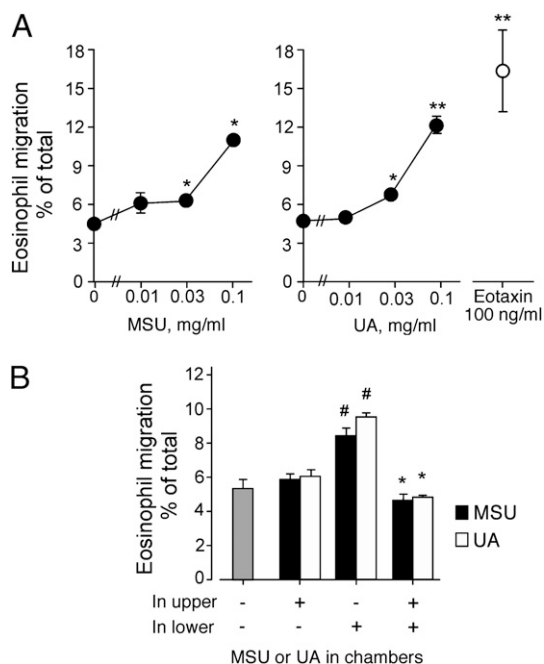 A
Eosinophil migration
% of total
18
15
12
9
6
3
0
*
*
0
0.01
0.03
0.1
MSU, mg/ml
18
15
12
9
6
3
0
*
**
0
0.01
0.03
0.1
UA, mg/ml
**
Eotaxin
100 ng/ml
B
Eosinophil migration
% of total
12
10
8
6
4
2
0
#
#
*
*
MSU
UA
In upper - + - +
In lower - - + +
MSU or UA in chambers